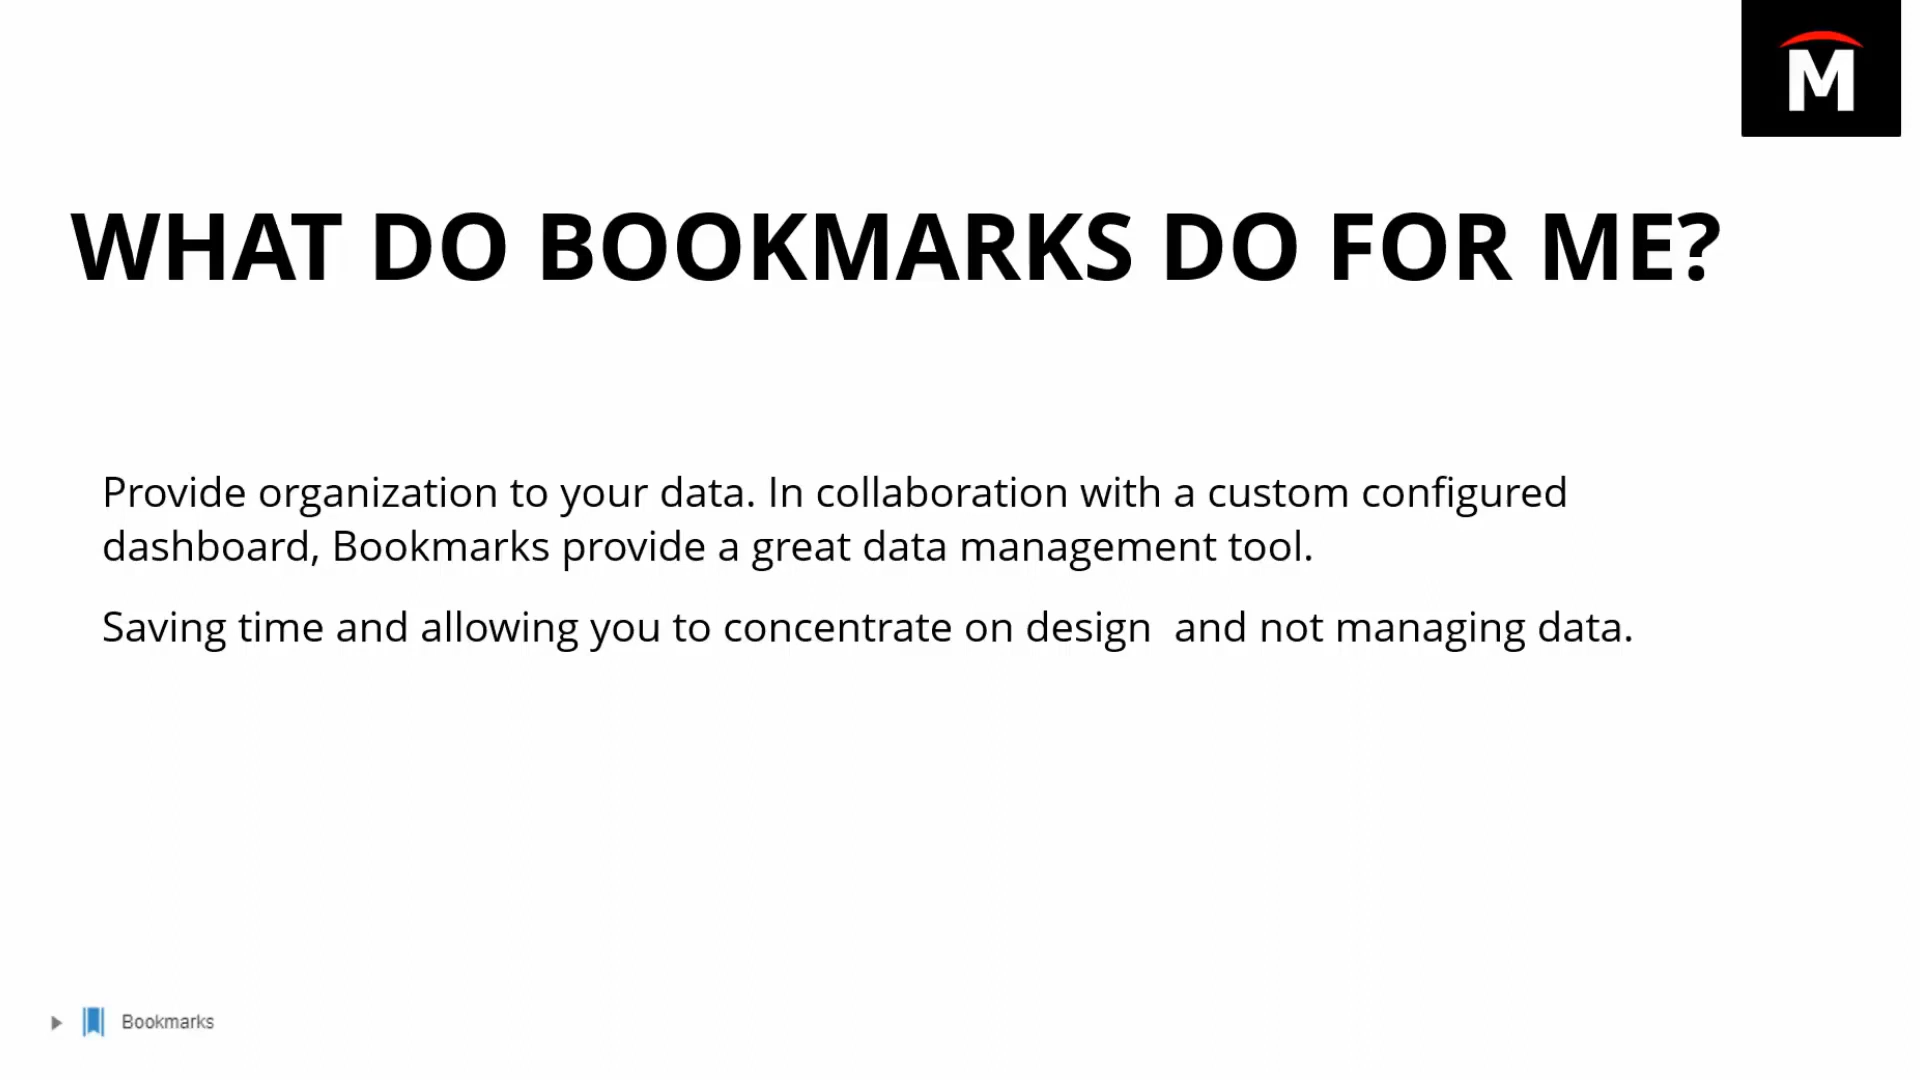 M
WHAT DO BOOKMARKS DO FOR ME?
Provide organization to your data. In collaboration with a custom configured
dashboard, Bookmarks provide a great data management tool.
Saving time and allowing you to concentrate on design  and not managing data.
Bookmarks